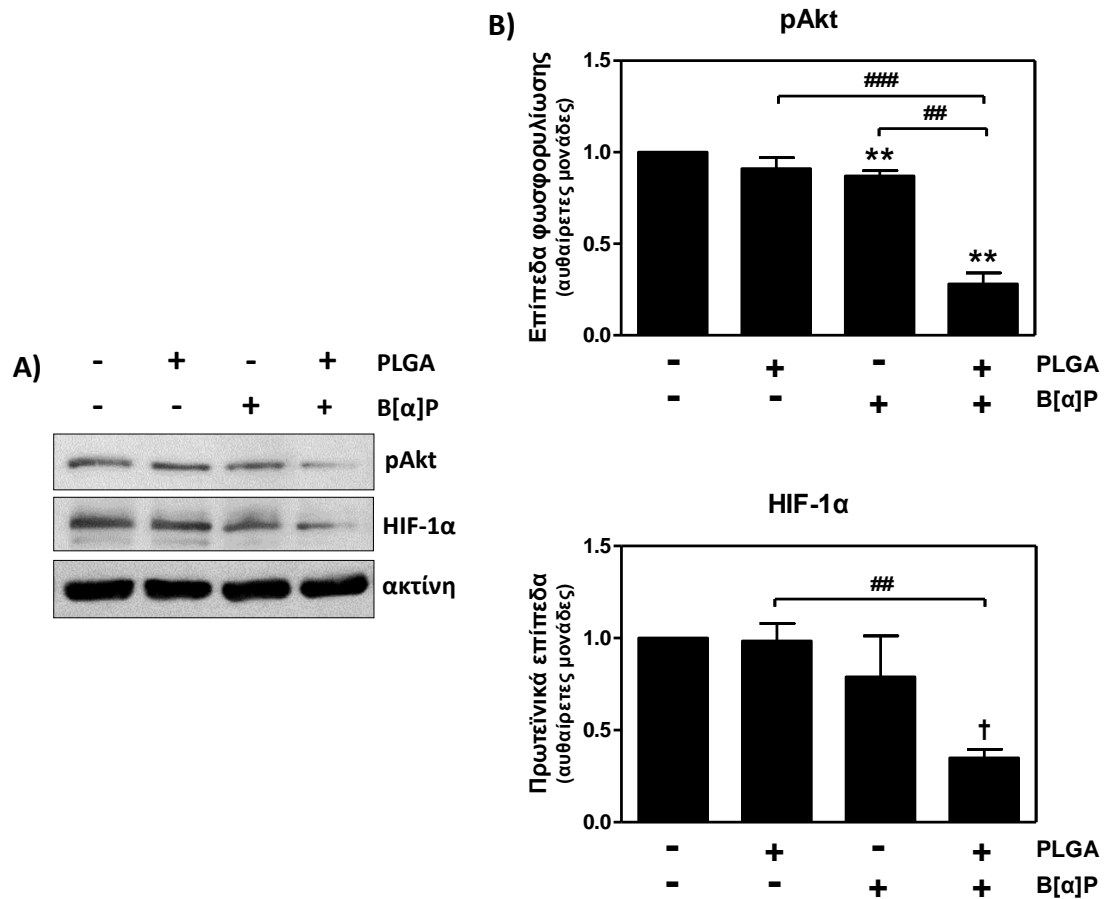 A)
- + - + PLGA
- - + + B[α]P
pAkt
HIF-1α
ακτίνη
B)
pAkt
Επίπεδα φωσφορυλίωσης
(αυθαίρετες μονάδες)
1.5
1.0
0.5
0.0
###
##
**
**
- + - + PLGA
- - + + B[α]P
HIF-1α
Πρωτεϊνικά επίπεδα
(αυθαίρετες μονάδες)
1.5
1.0
0.5
0.0
##
†
- + - + PLGA
- - + + B[α]P